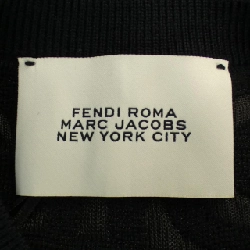 FENDI ROMA
MARC JACOBS
NEW YORK CITY